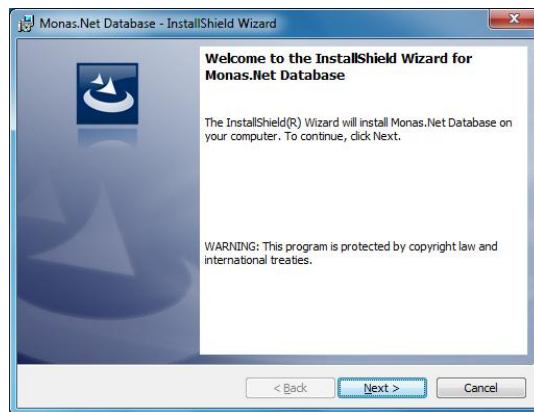 Monas.Net Database - InstallShield Wizard
Welcome to the InstallShield Wizard for
Monas.Net Database
The InstallShield(R) Wizard will install Monas.Net Database on
your computer. To continue, click Next.
WARNING: This program is protected by copyright law and
international treaties.
< Back
Next >
Cancel